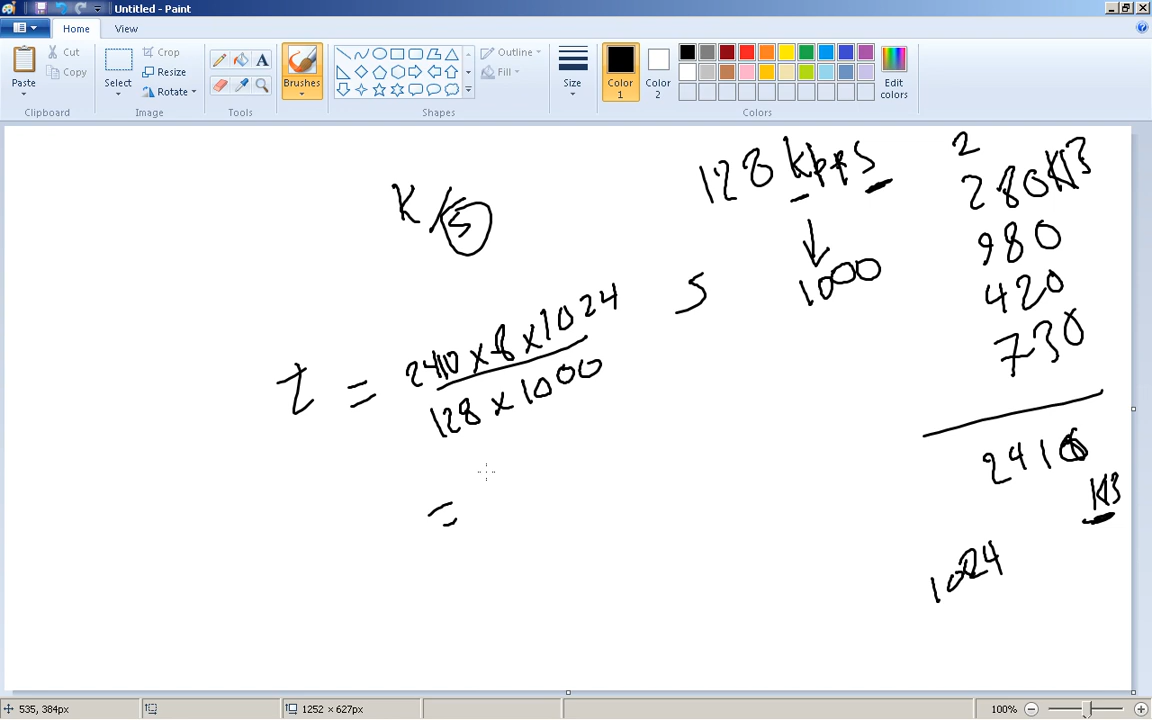 Untitled - Paint
Home View
Paste
Cut
Copy
Clipboard
Select
Crop
Resize
Rotate
Image
Tools
Brushes
Shapes
Outline
Fill
Size
Color 1
Color 2
Colors
Edit colors
K/s
128 kbps
1000
2
280KB
980
420
730
2410
KB
1024
t = 2410 x 8 x 1024
128 x 1000
s
=
535, 384px
1252 × 627px
100%